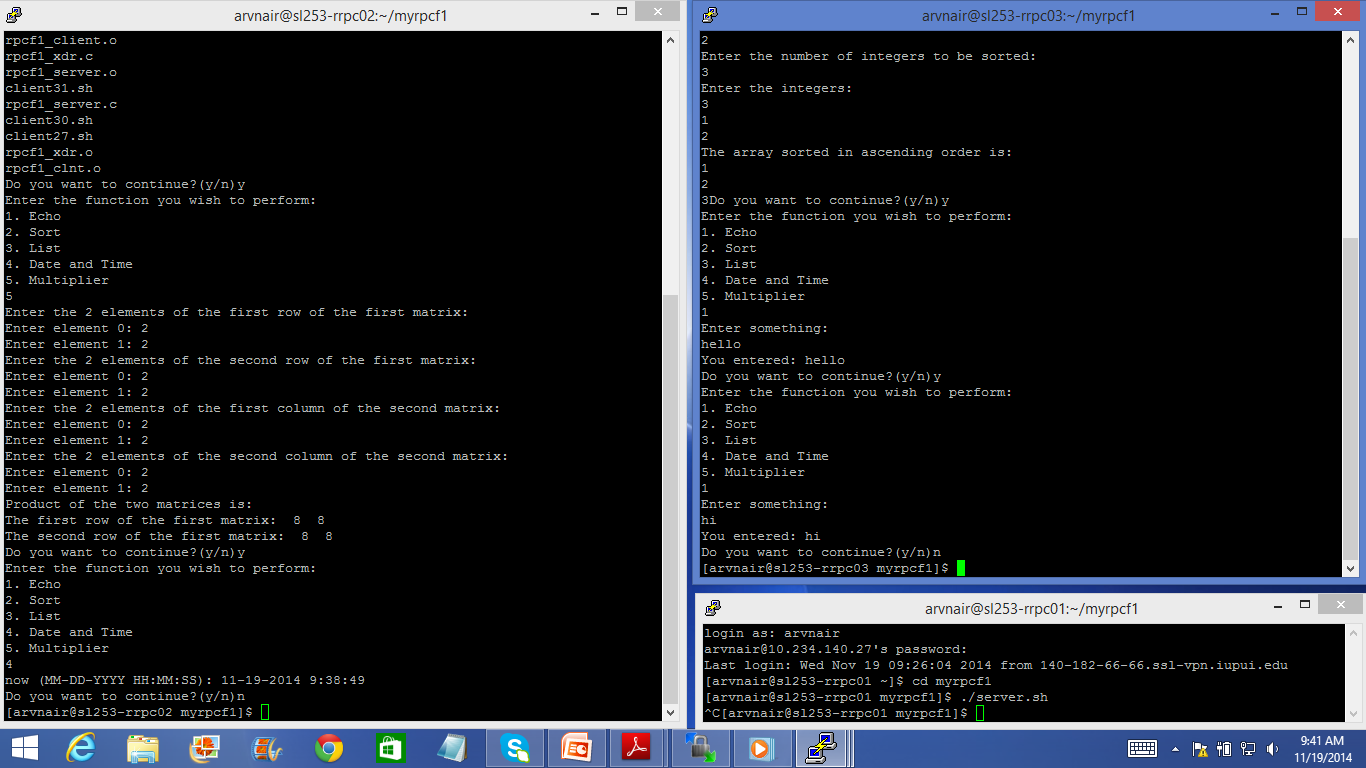 arvnair@sl253-rrpc02:~/myrpcf1
rpcf1_client.o
rpcf1_xdr.c
rpcf1_server.o
client31.sh
rpcf1_server.c
client30.sh
client27.sh
rpcf1_xdr.o
rpcf1_clnt.o
Do you want to continue?(y/n)y
Enter the function you wish to perform:
1. Echo
2. Sort
3. List
4. Date and Time
5. Multiplier
5
Enter the 2 elements of the first row of the first matrix:
Enter element 0: 2
Enter element 1: 2
Enter the 2 elements of the second row of the first matrix:
Enter element 0: 2
Enter element 1: 2
Enter the 2 elements of the first column of the second matrix:
Enter element 0: 2
Enter element 1: 2
Enter the 2 elements of the second column of the second matrix:
Enter element 0: 2
Enter element 1: 2
Product of the two matrices is:
The first row of the first matrix:  8  8
The second row of the first matrix:  8  8
Do you want to continue?(y/n)y
Enter the function you wish to perform:
1. Echo
2. Sort
3. List
4. Date and Time
5. Multiplier
4
now (MM-DD-YYYY HH:MM:SS): 11-19-2014 9:38:49
Do you want to continue?(y/n)n
[arvnair@sl253-rrpc02 myrpcf1]$
arvnair@sl253-rrpc03:~/myrpcf1
2
Enter the number of integers to be sorted:
3
Enter the integers:
3
1
2
The array sorted in ascending order is:
1
2
3Do you want to continue?(y/n)y
Enter the function you wish to perform:
1. Echo
2. Sort
3. List
4. Date and Time
5. Multiplier
1
Enter something:
hello
You entered: hello
Do you want to continue?(y/n)y
Enter the function you wish to perform:
1. Echo
2. Sort
3. List
4. Date and Time
5. Multiplier
1
Enter something:
hi
You entered: hi
Do you want to continue?(y/n)n
[arvnair@sl253-rrpc03 myrpcf1]$
arvnair@sl253-rrpc01:~/myrpcf1
login as: arvnair
arvnair@10.234.140.27's password:
Last login: Wed Nov 19 09:26:04 2014 from 140-182-66-66.ssl-vpn.iupui.edu
[arvnair@sl253-rrpc01 ~]$ cd myrpcf1
[arvnair@sl253-rrpc01 myrpcf1]$ ./server.sh
^C[arvnair@sl253-rrpc01 myrpcf1]$
9:41 AM
11/19/2014